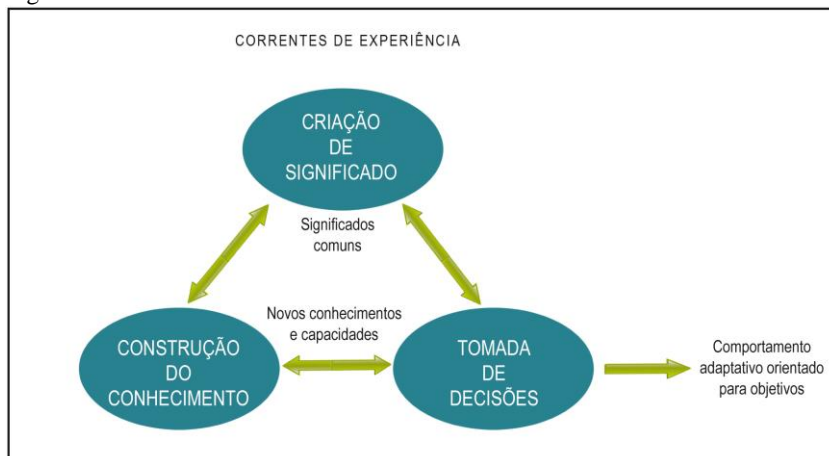 CORRENTES DE EXPERIÊNCIA
CRIAÇÃO
DE
SIGNIFICADO
Significados
comuns
Novos conhecimentos
e capacidades
CONSTRUÇÃO
DO
CONHECIMENTO
TOMADA
DE
DECISÕES
Comportamento
adaptativo orientado
para objetivos